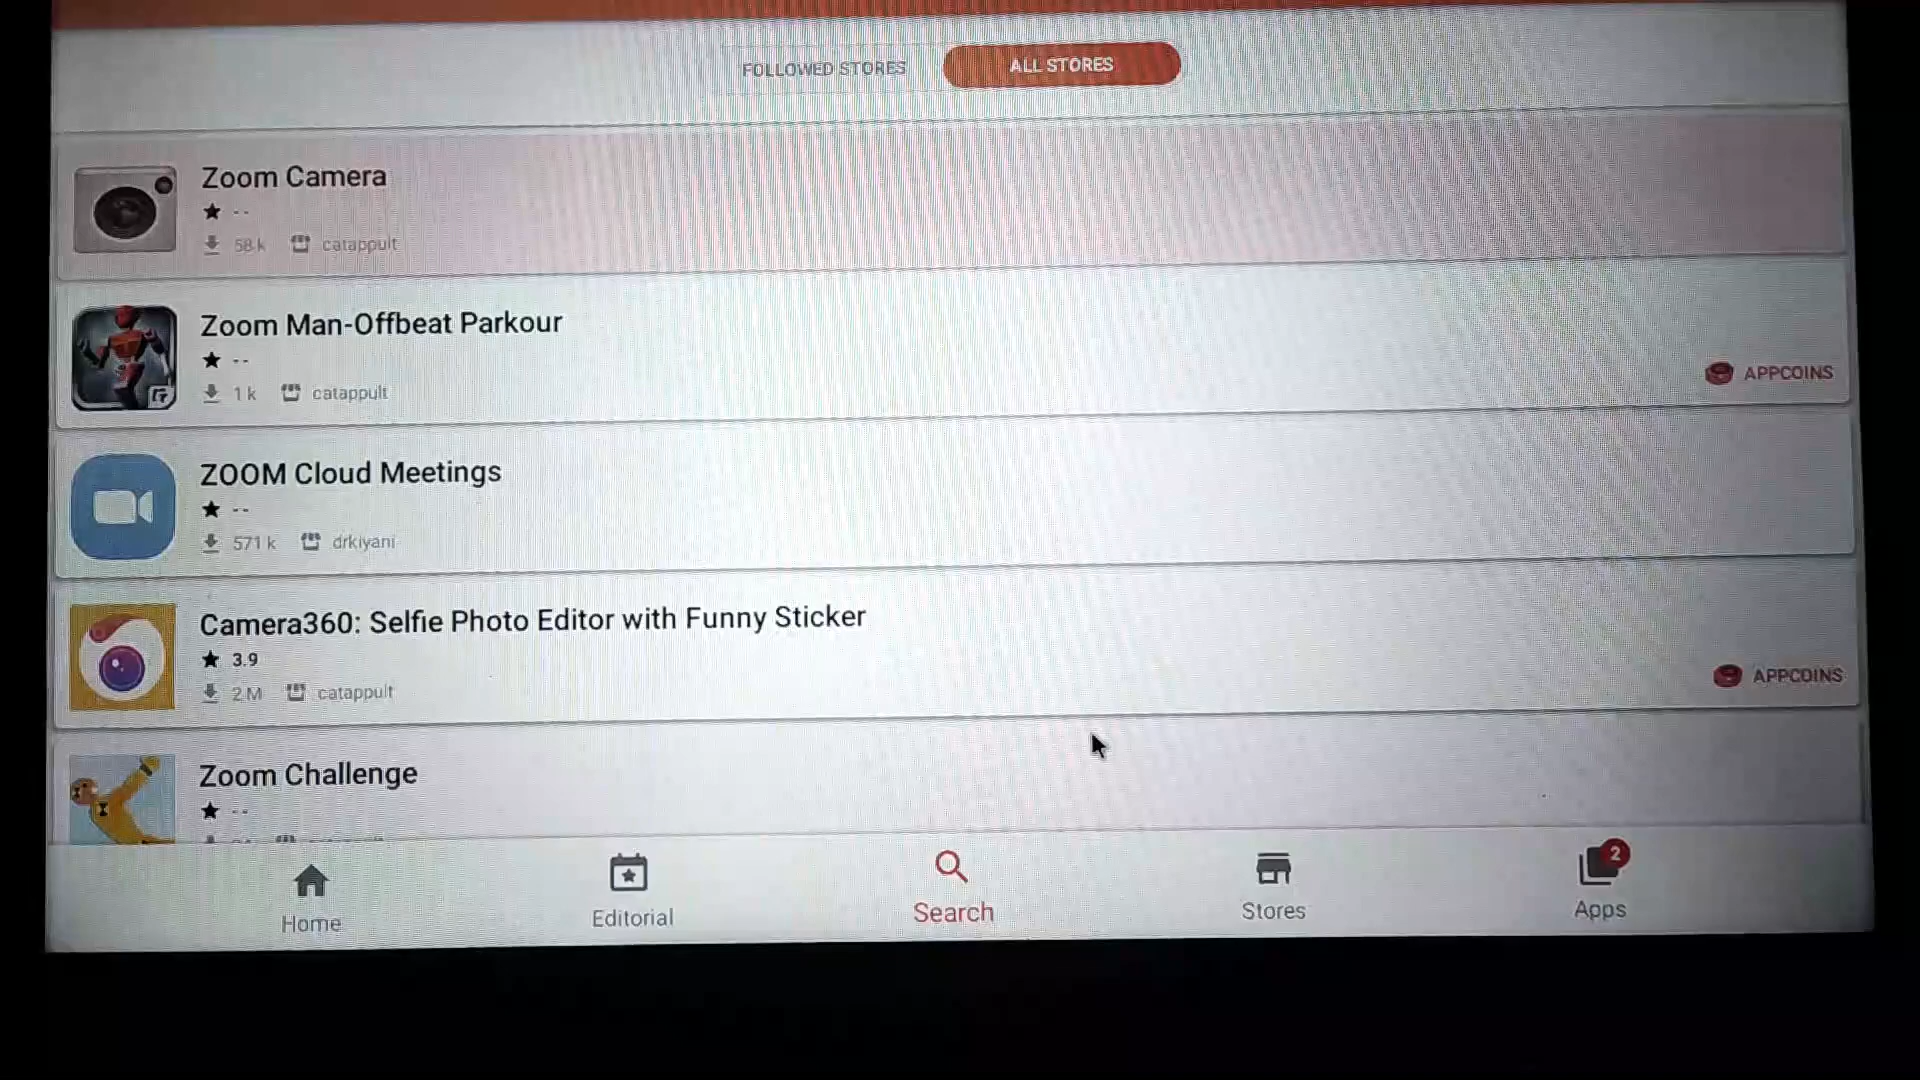 FOLLOWED STORES
ALL STORES
Zoom Camera
--
58 k catappult
Zoom Man-Offbeat Parkour
--
1 k catappult
APPCOINS
ZOOM Cloud Meetings
--
571 k drkiyani
Camera360: Selfie Photo Editor with Funny Sticker
3.9
2 M catappult
APPCOINS
Zoom Challenge
--
Home
Editorial
Search
Stores
2
Apps